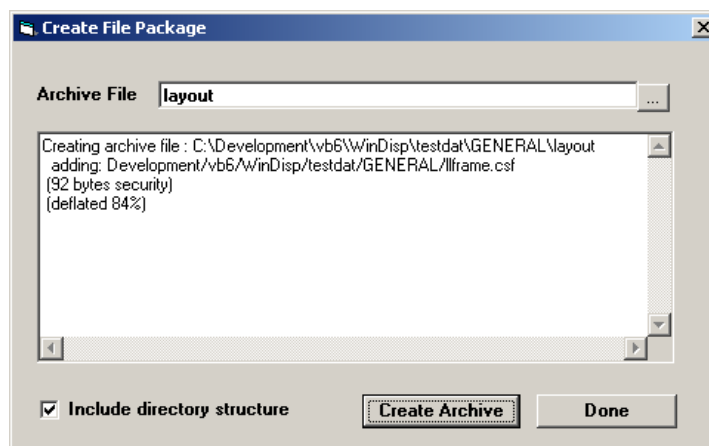 Create File Package
Archive File layout ...
Creating archive file : C:\Development\vb6\WinDisp\testdat\GENERAL\layout
adding: Development/vb6/WinDisp/testdat/GENERAL/llframe.csf
(92 bytes security)
(deflated 84%)
Include directory structure Create Archive Done